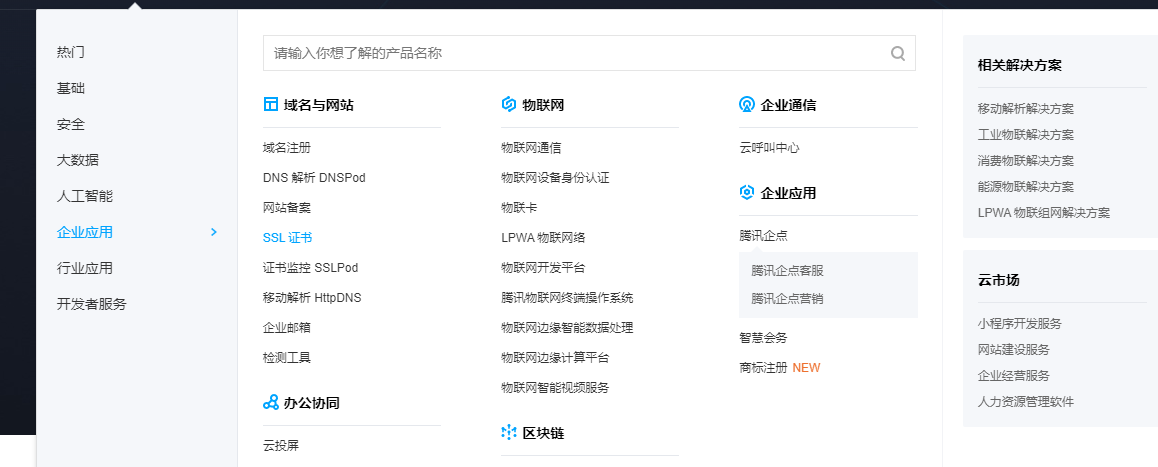 热门
基础
安全
大数据
人工智能
企业应用
行业应用
开发者服务
请输入你想了解的产品名称
域名与网站
域名注册
DNS 解析 DNSPod
网站备案
SSL 证书
证书监控 SSLPod
移动解析 HttpDNS
企业邮箱
检测工具
办公协同
云投屏
物联网
物联网通信
物联网设备身份认证
物联卡
LPWA 物联网络
物联网开发平台
腾讯物联网终端操作系统
物联网边缘智能数据处理
物联网边缘计算平台
物联网智能视频服务
区块链
企业通信
云呼叫中心
企业应用
腾讯企点
腾讯企点客服
腾讯企点营销
智慧会务
商标注册 NEW
相关解决方案
移动解析解决方案
工业物联解决方案
消费物联解决方案
能源物联解决方案
LPWA 物联组网解决方案
云市场
小程序开发服务
网站建设服务
企业经营服务
人力资源管理软件